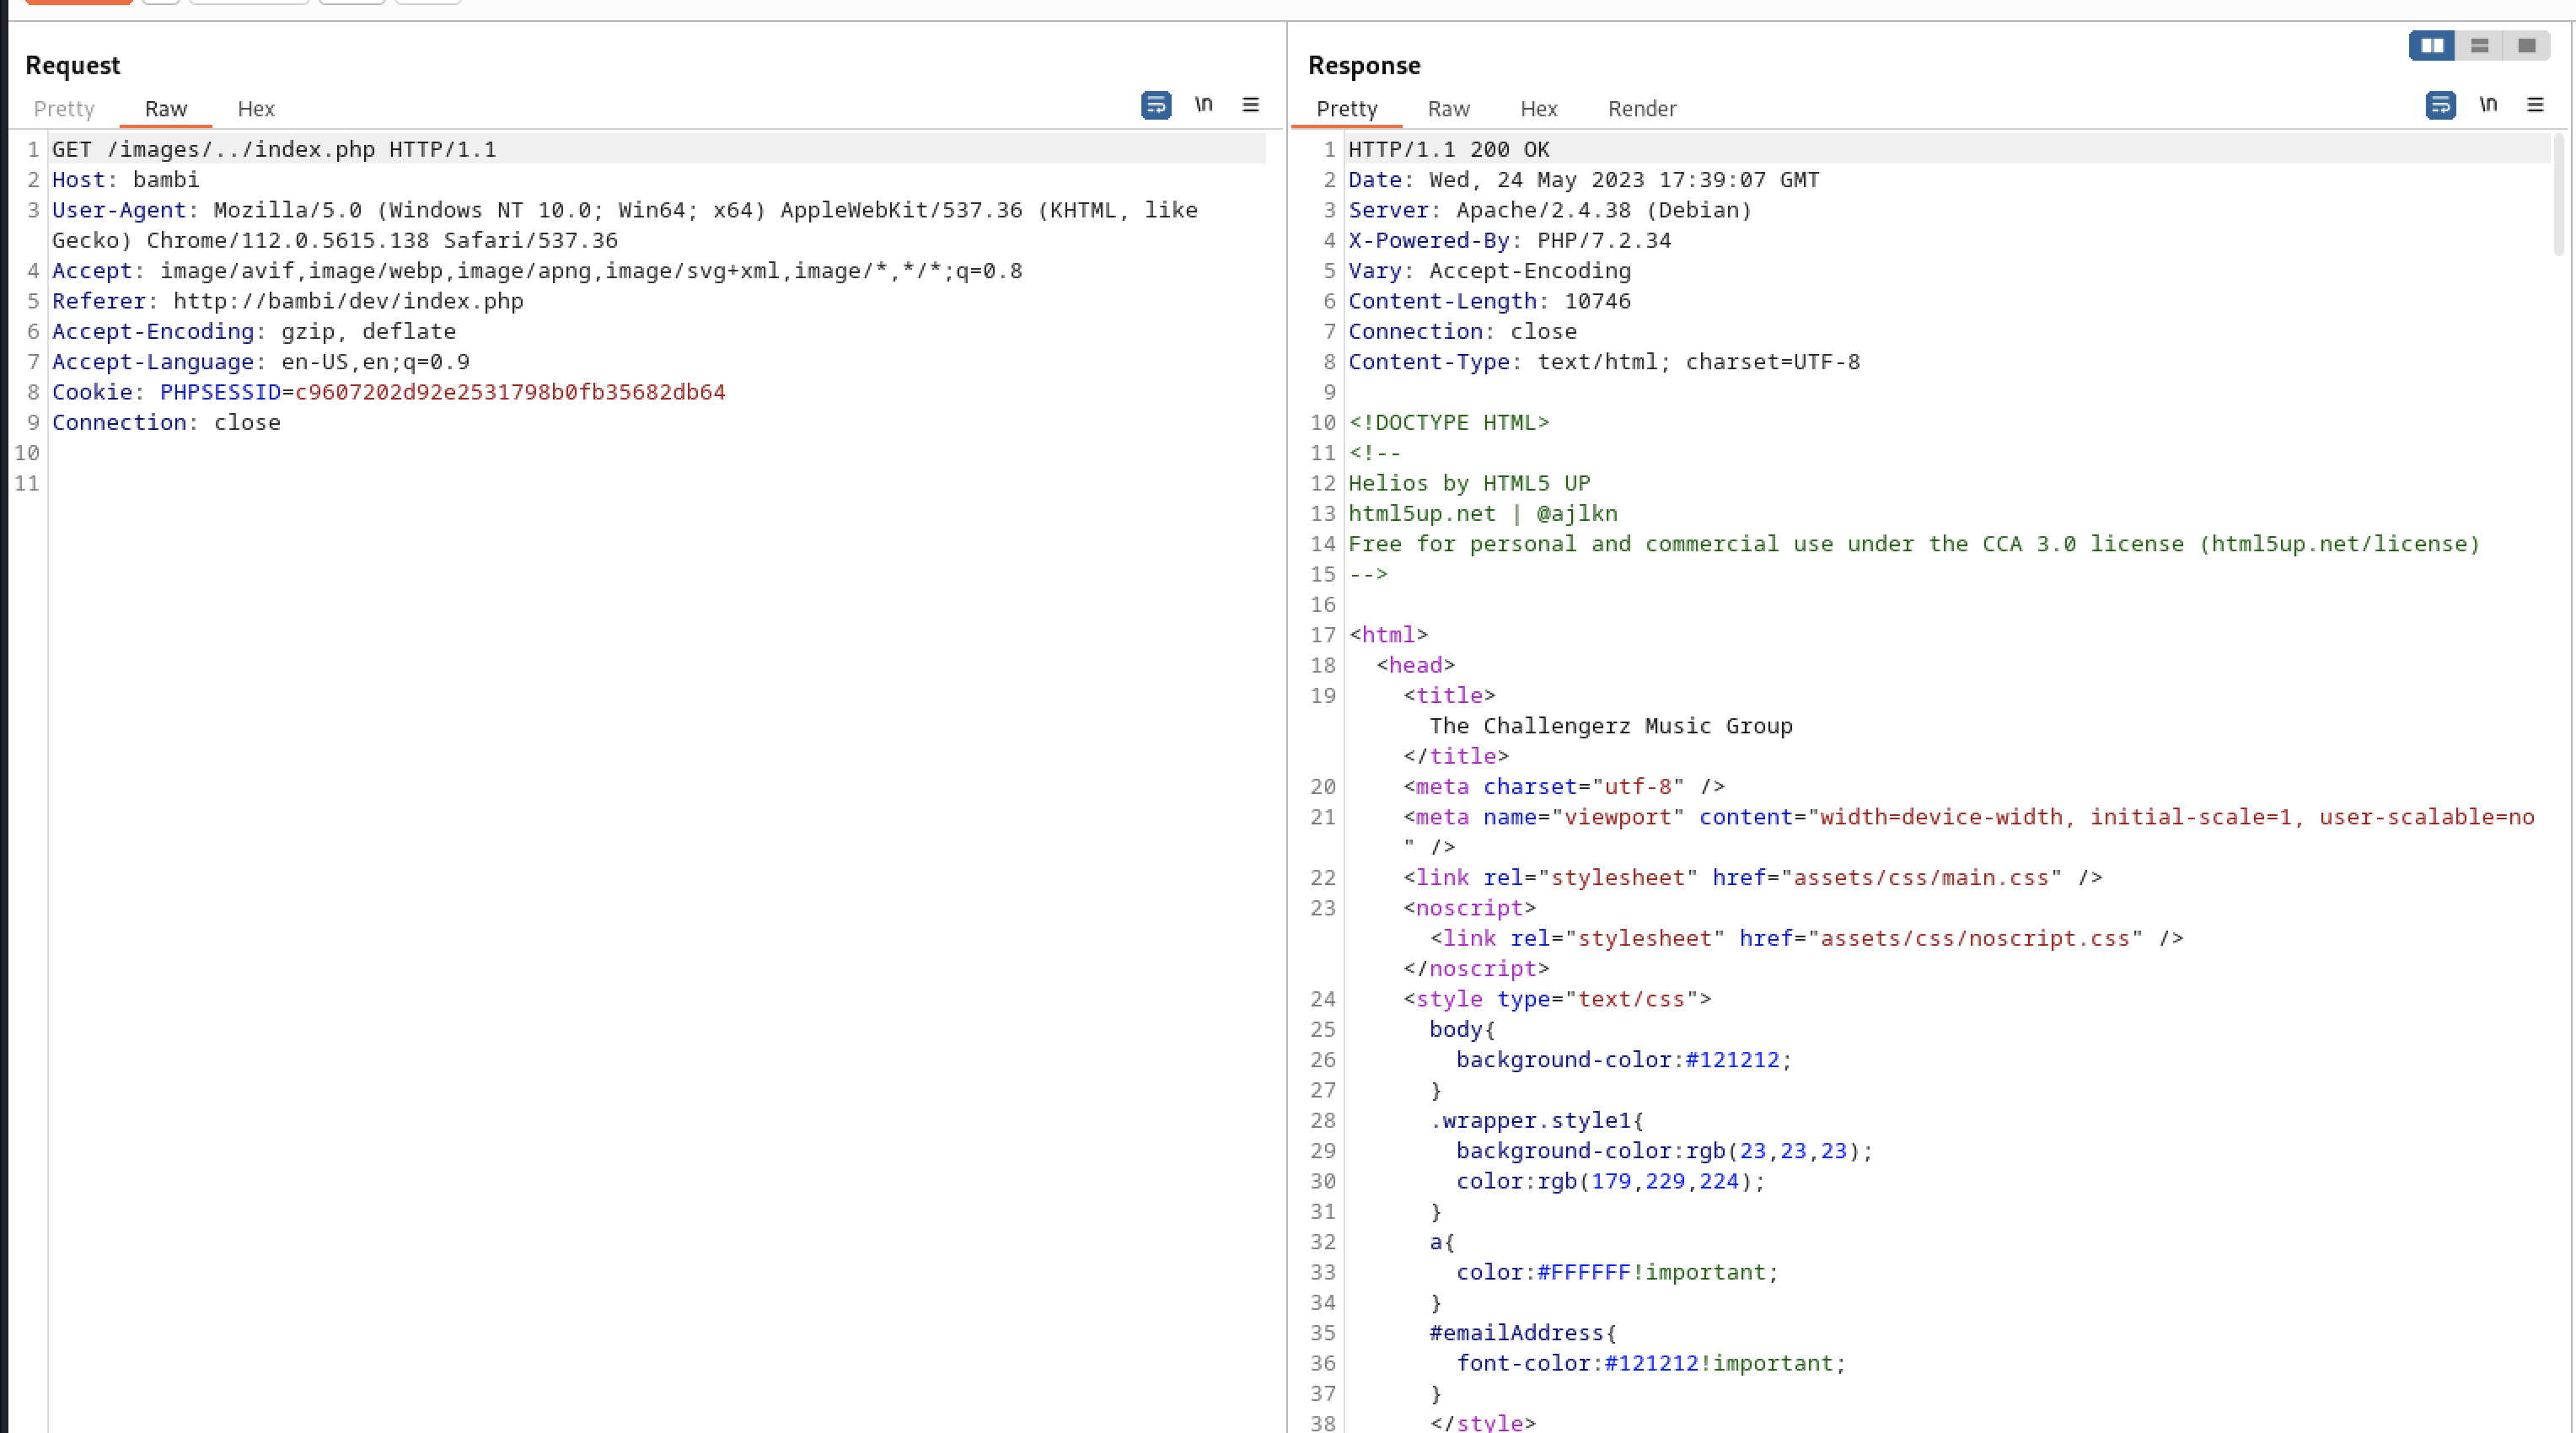 Request
Pretty Raw Hex \n
1 GET /images/../index.php HTTP/1.1
2 Host: bambi
3 User-Agent: Mozilla/5.0 (Windows NT 10.0; Win64; x64) AppleWebKit/537.36 (KHTML, like
Gecko) Chrome/112.0.5615.138 Safari/537.36
4 Accept: image/avif,image/webp,image/apng,image/svg+xml,image/*,*/*;q=0.8
5 Referer: http://bambi/dev/index.php
6 Accept-Encoding: gzip, deflate
7 Accept-Language: en-US,en;q=0.9
8 Cookie: PHPSESSID=c9607202d92e2531798b0fb35682db64
9 Connection: close
10
11
Response
Pretty Raw Hex Render \n
1 HTTP/1.1 200 OK
2 Date: Wed, 24 May 2023 17:39:07 GMT
3 Server: Apache/2.4.38 (Debian)
4 X-Powered-By: PHP/7.2.34
5 Vary: Accept-Encoding
6 Content-Length: 10746
7 Connection: close
8 Content-Type: text/html; charset=UTF-8
9
10 <!DOCTYPE HTML>
11 <!--
12 Helios by HTML5 UP
13 html5up.net | @ajlkn
14 Free for personal and commercial use under the CCA 3.0 license (html5up.net/license)
15 -->
16
17 <html>
18 <head>
19 <title>
The Challengerz Music Group
</title>
20 <meta charset="utf-8" />
21 <meta name="viewport" content="width=device-width, initial-scale=1, user-scalable=no
" />
22 <link rel="stylesheet" href="assets/css/main.css" />
23 <noscript>
<link rel="stylesheet" href="assets/css/noscript.css" />
</noscript>
24 <style type="text/css">
25 body{
26 background-color:#121212;
27 }
28 .wrapper.style1{
29 background-color:rgb(23,23,23);
30 color:rgb(179,229,224);
31 }
32 a{
33 color:#FFFFFF!important;
34 }
35 #emailAddress{
36 font-color:#121212!important;
37 }
38 </style>